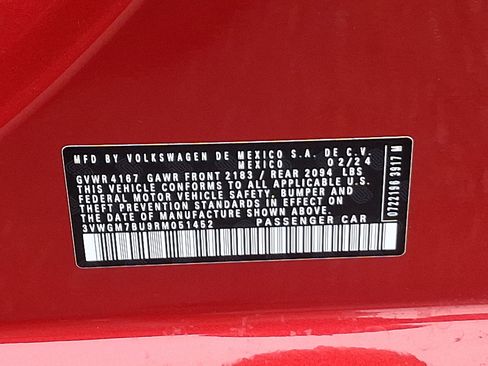 MFD BY VOLKSWAGEN DE MEXICO S.A. DE C.V.
MEXICO 02/24
GVWR 4167 GAWR FRONT 2183 / REAR 2094 LBS
THIS VEHICLE CONFORMS TO ALL APPLICABLE U.S.
FEDERAL MOTOR VEHICLE SAFETY, BUMPER AND
THEFT PREVENTION STANDARDS IN EFFECT ON THE
DATE OF MANUFACTURE SHOWN ABOVE.
3VWGM7BU9RM051452 PASSENGER CAR
0722190 3917 M